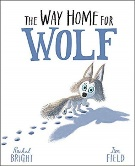 THE WAY HOME FOR
WOLF
Rachel
BRIGHT
Jim
FIELD